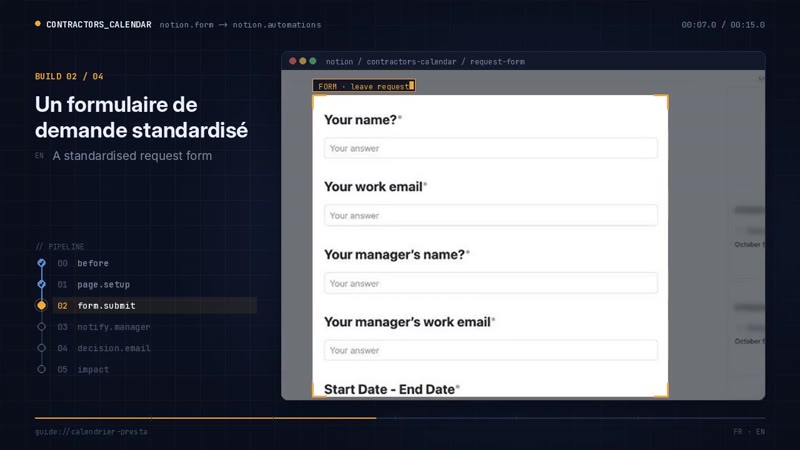 CONTRACTORS_CALENDAR notion.form → notion.automations
00:07.0 / 00:15.0
BUILD 02 / 04
Un formulaire de
demande standardisé
EN A standardised request form
// PIPELINE
00 before
01 page.setup
02 form.submit
03 notify.manager
04 decision.email
05 impact
notion / contractors-calendar / request-form
FORM · leave request
Your name?*
Your answer
Your work email*
Your answer
Your manager's name?*
Your answer
Your manager's work email*
Your answer
Start Date - End Date*
October
October
guide://calendrier-presta
FR · EN